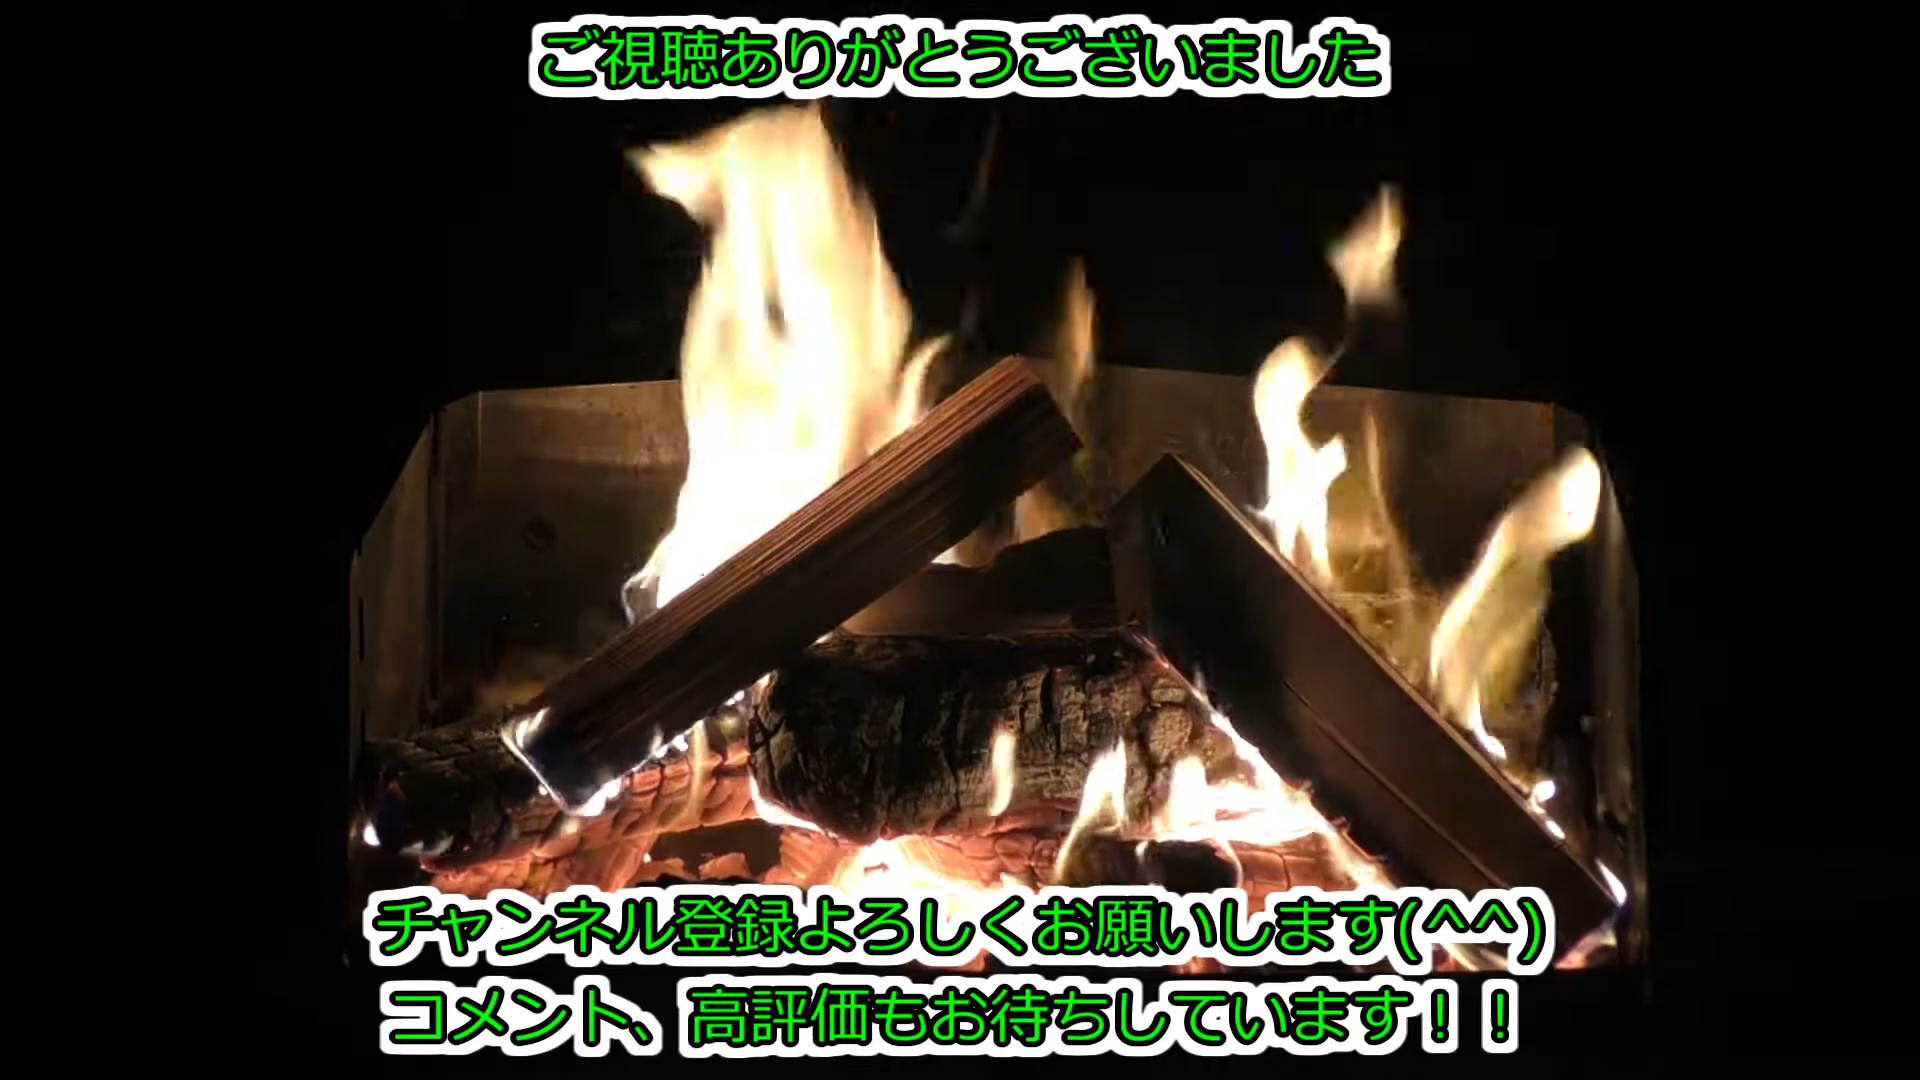 ご視聴ありがとうございました
チャンネル登録よろしくお願いします(^^)
コメント、高評価もお待ちしています！！